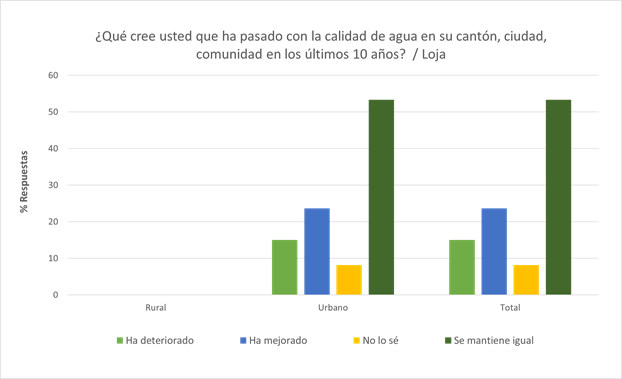 ¿Qué cree usted que ha pasado con la calidad de agua en su cantón, ciudad,
comunidad en los últimos 10 años?  / Loja
60
50
40
30
20
10
0
% Respuestas
Rural
Urbano
Total
Ha deteriorado
Ha mejorado
No lo sé
Se mantiene igual